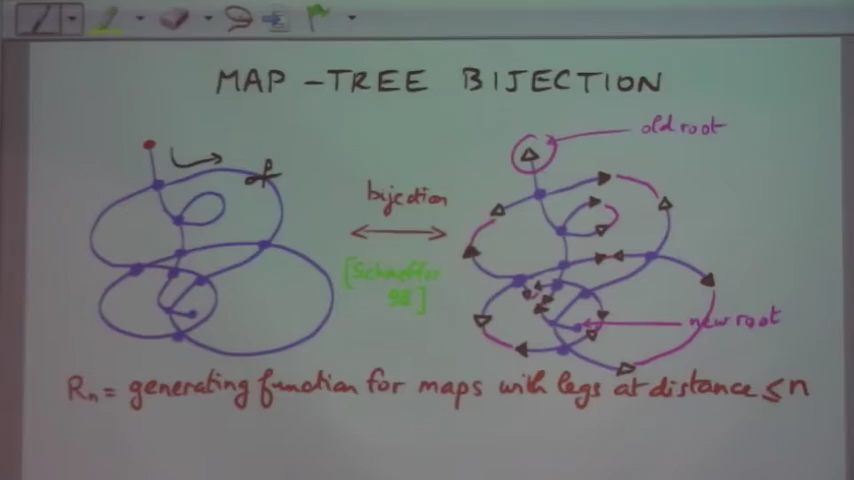 MAP-TREE BIJECTION
old root
bijection
[Schaeffer
98]
new root
Rn = generating function for maps with legs at distance ≤ n